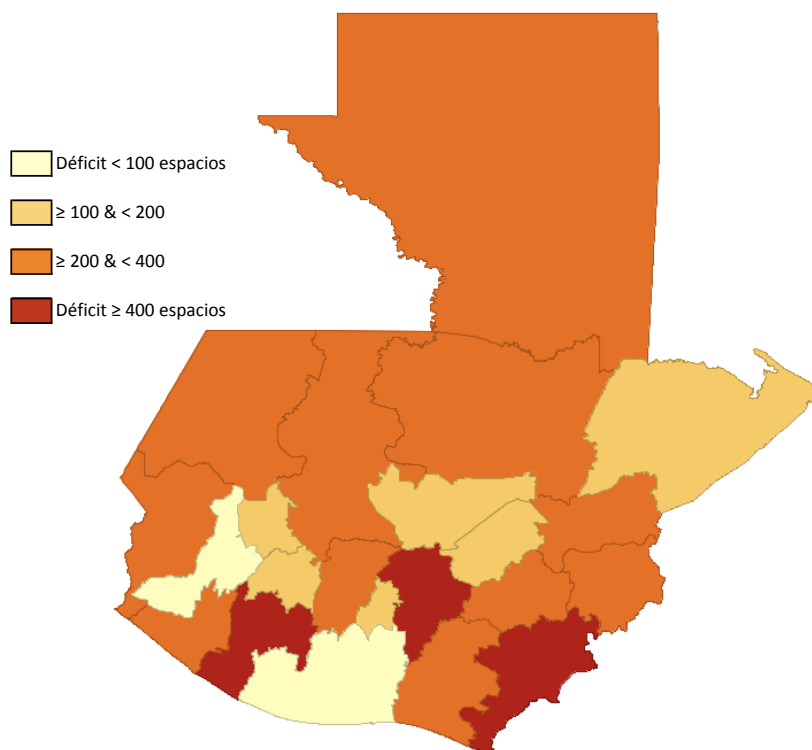 Déficit < 100 espacios
≥ 100 & < 200
≥ 200 & < 400
Déficit ≥ 400 espacios